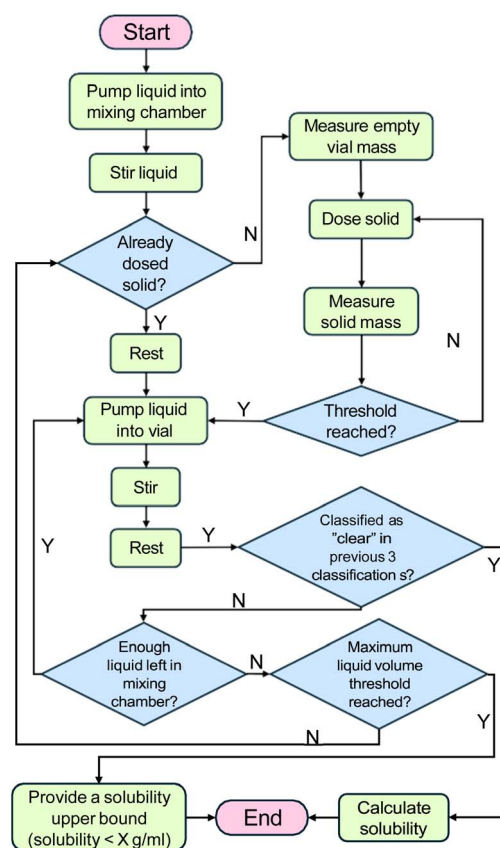 Start
Pump liquid into
mixing chamber
Stir liquid
Already
dosed
solid?
N
Y
Measure empty
vial mass
Dose solid
Measure
solid mass
N
Threshold
reached?
Y
Rest
Pump liquid
into vial
Stir
Rest
Y
Classified as
"clear" in
previous 3
classification s?
Y
N
Y
Enough
liquid left in
mixing
chamber?
N
Maximum
liquid volume
threshold
reached?
Y
N
Provide a solubility
upper bound
(solubility < X g/ml)
End
Calculate
solubility